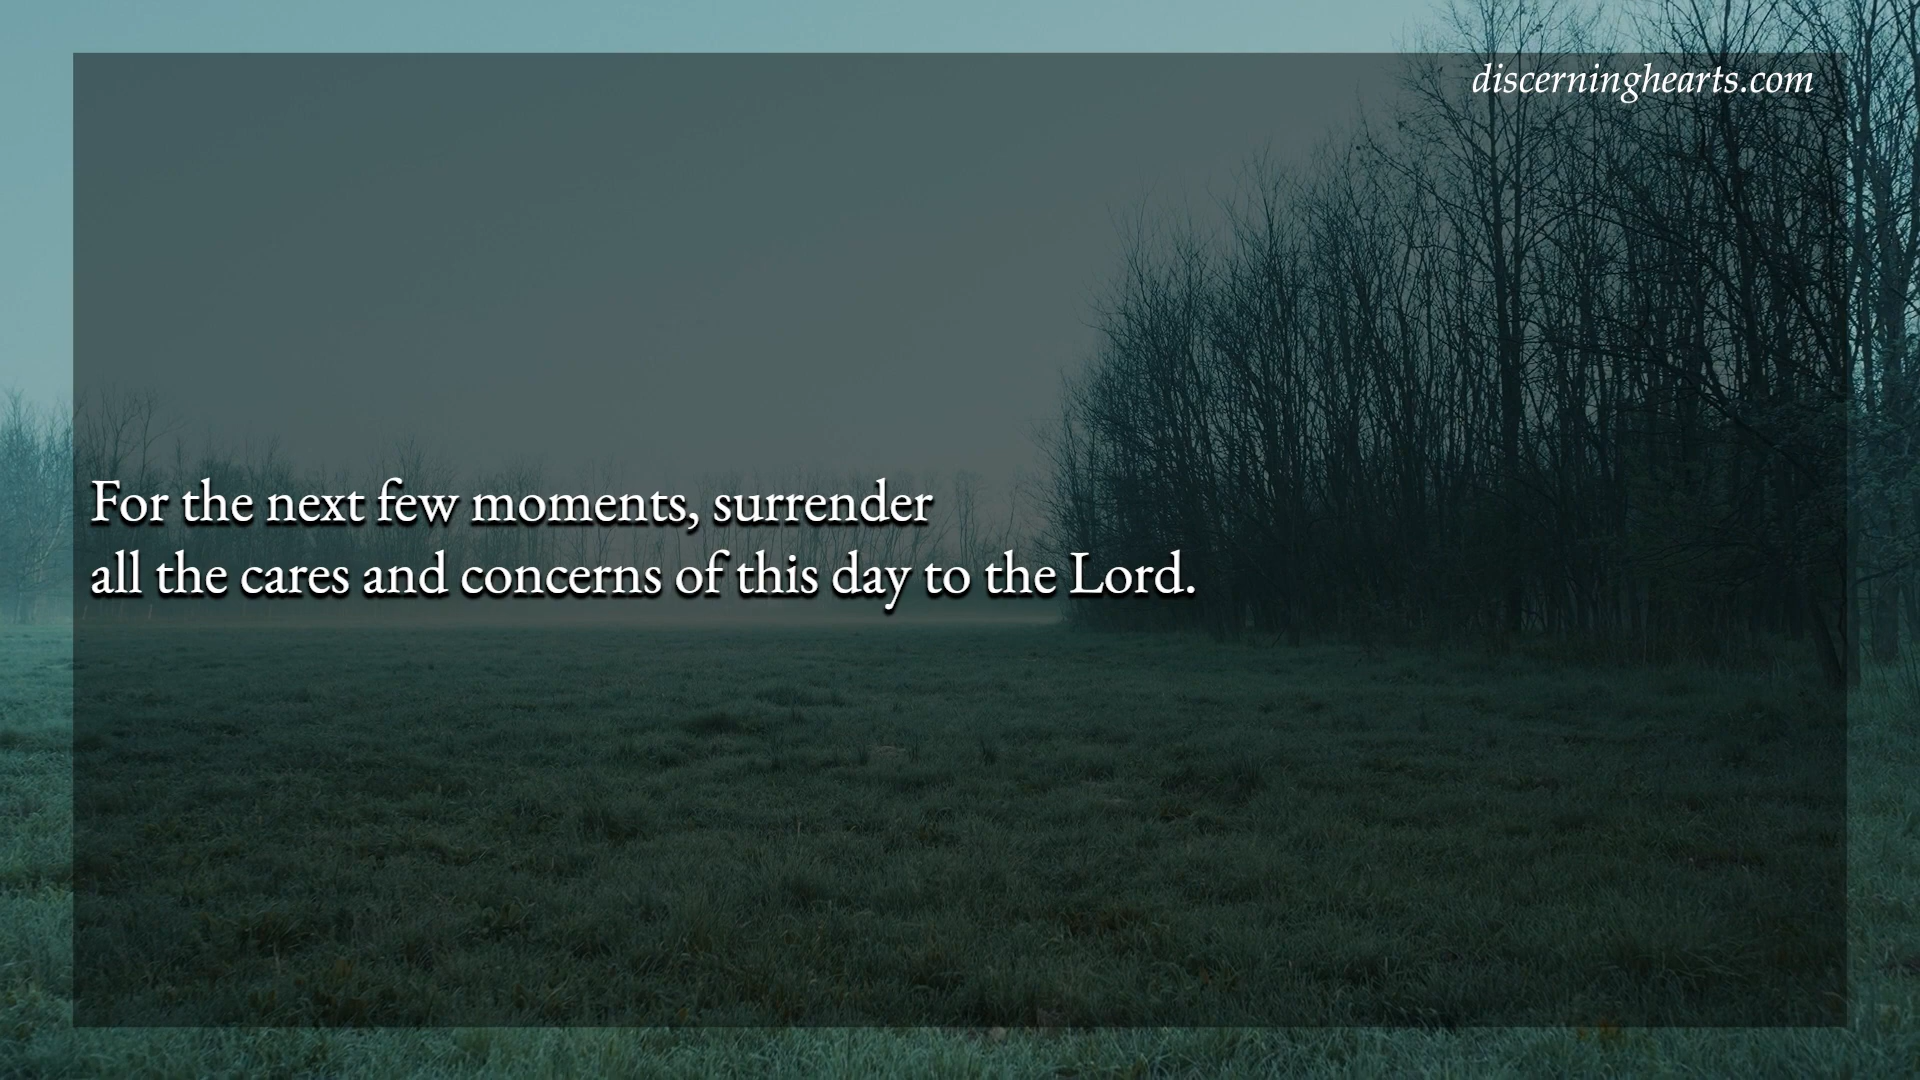 discerninghearts.com
For the next few moments, surrender
all the cares and concerns of this day to the Lord.